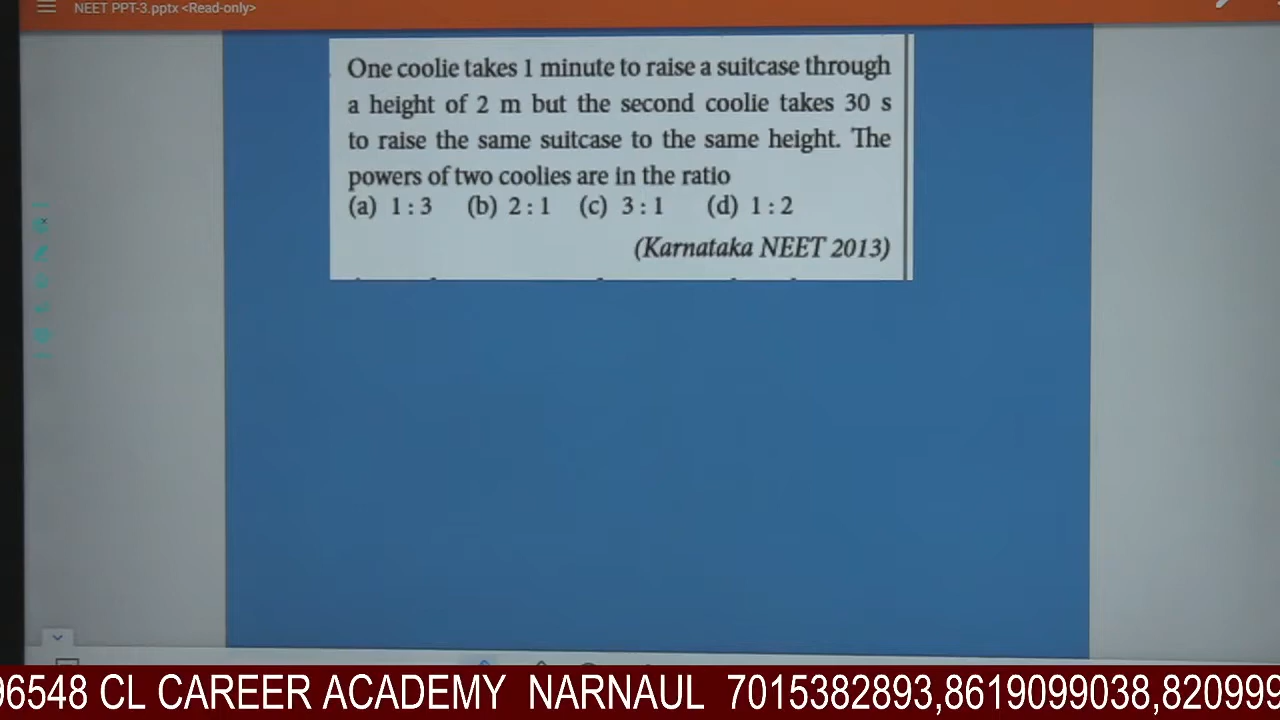 NEET PPT-3.pptx <Read-only>
One coolie takes 1 minute to raise a suitcase through
a height of 2 m but the second coolie takes 30 s
to raise the same suitcase to the same height. The
powers of two coolies are in the ratio
(a) 1 : 3 (b) 2 : 1 (c) 3 : 1 (d) 1 : 2
(Karnataka NEET 2013)
96548 CL CAREER ACADEMY NARNAUL 7015382893,8619099038,820999